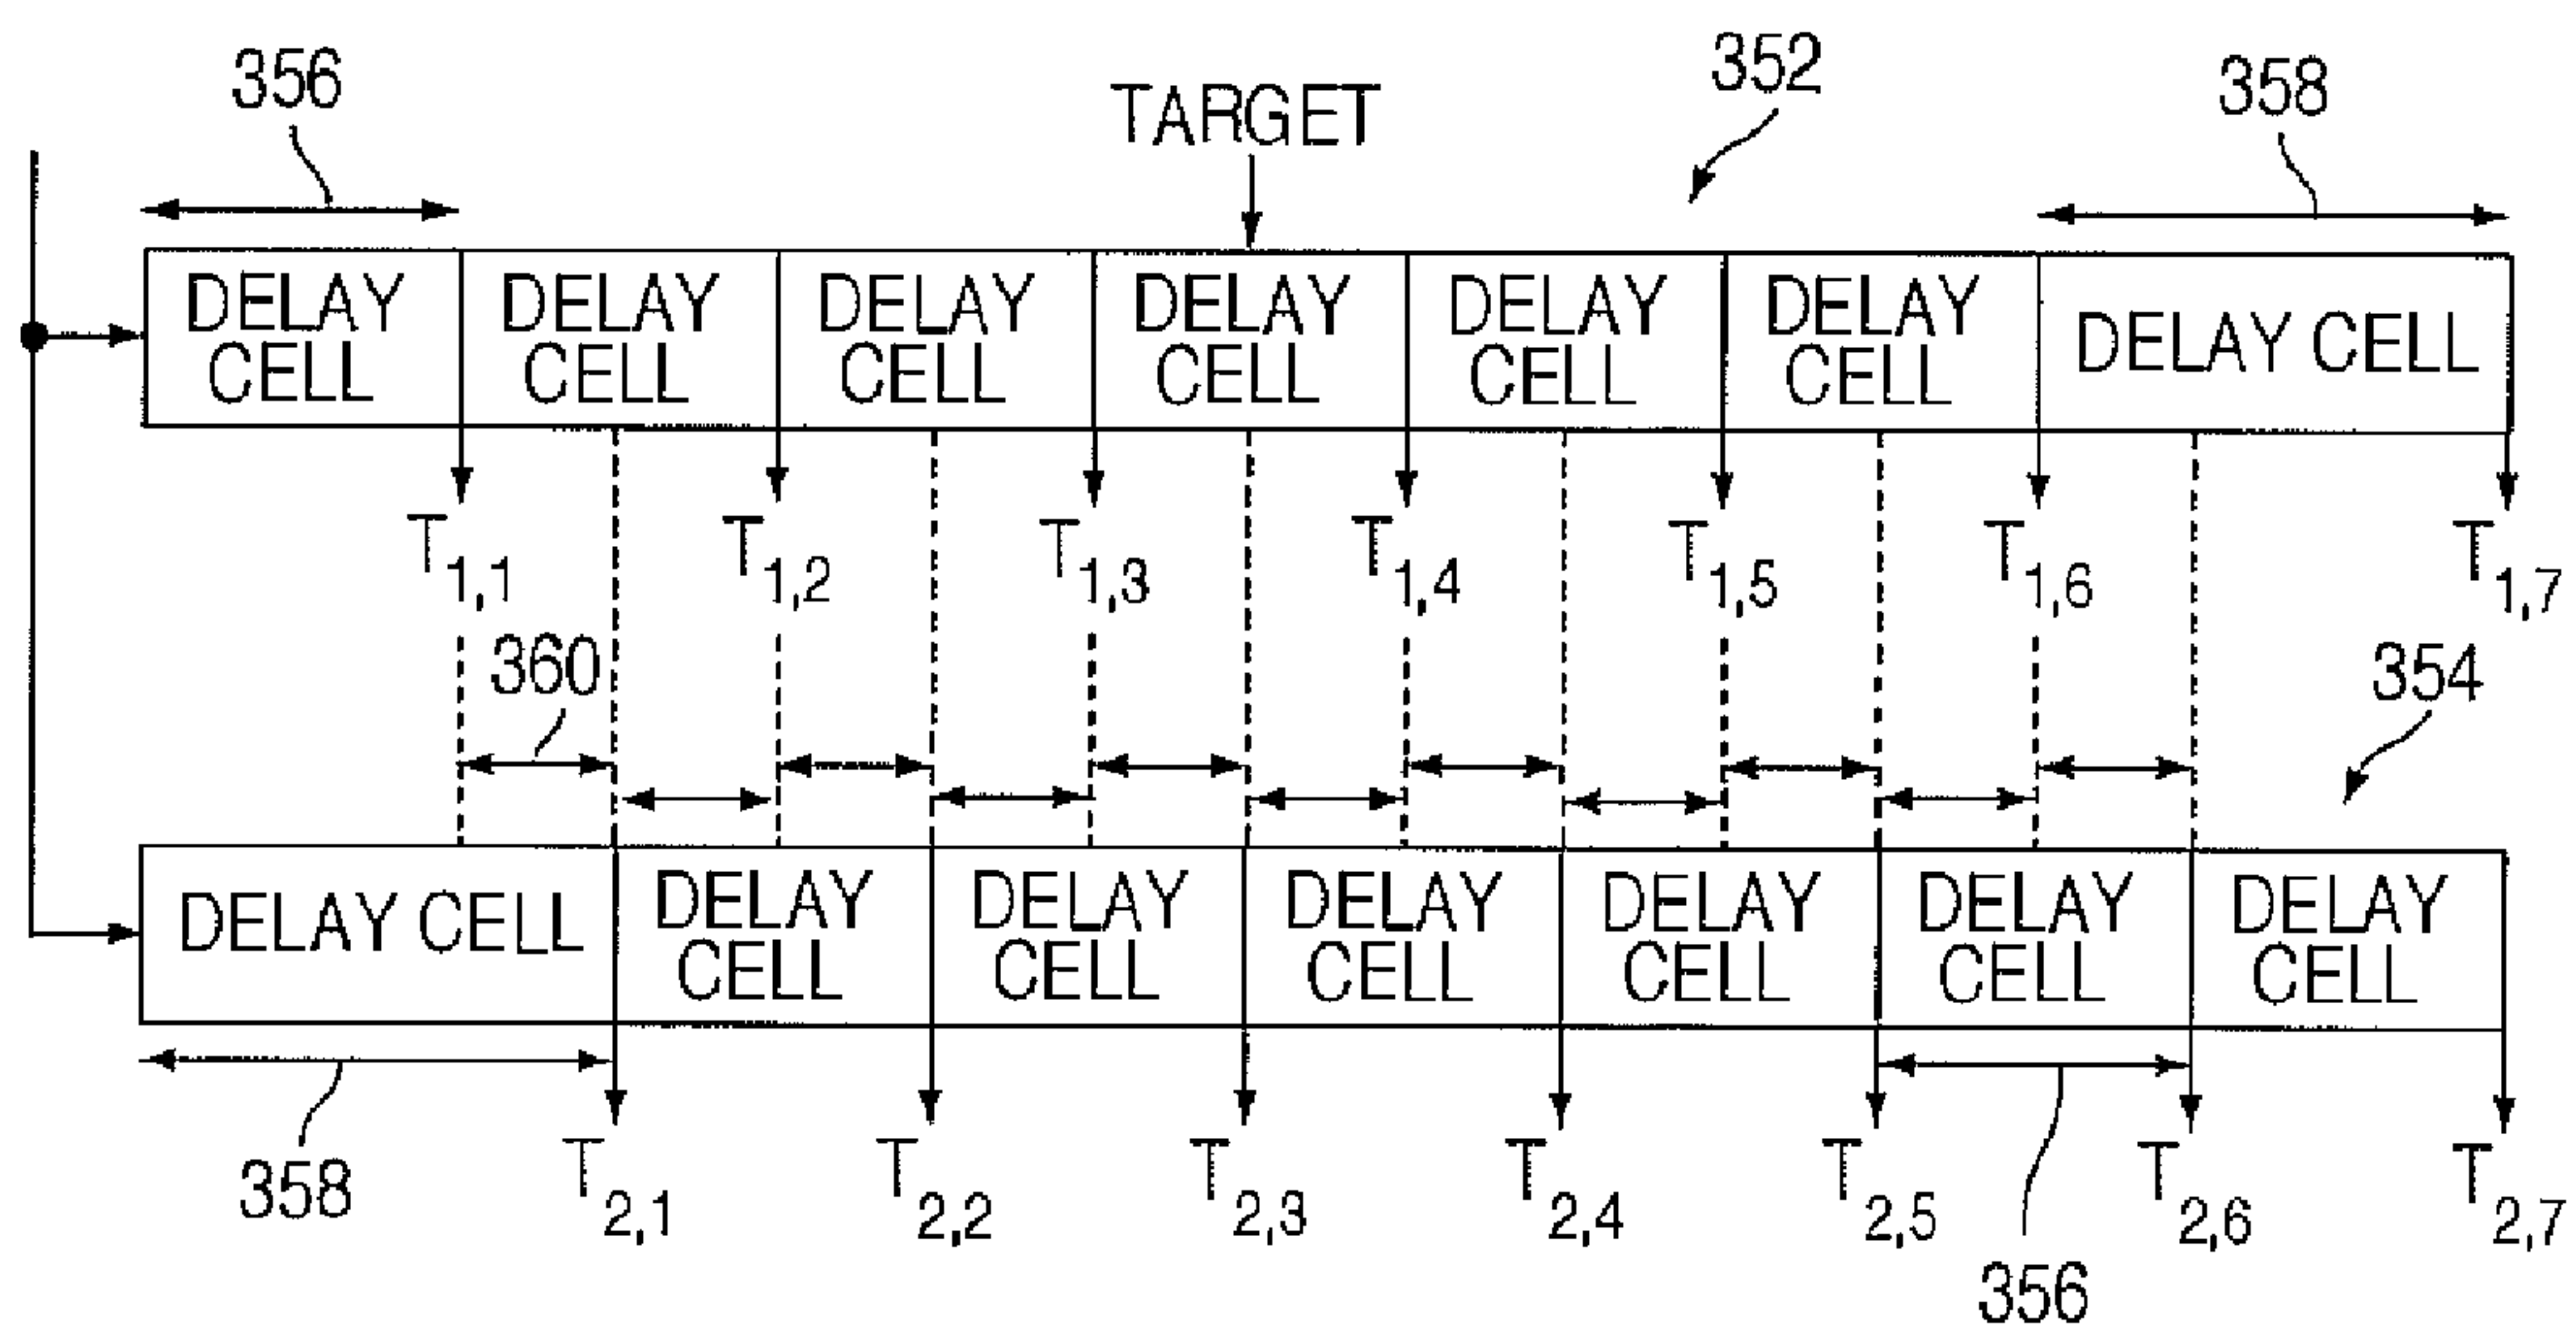 356
TARGET
352
358
DELAY CELL
DELAY CELL
DELAY CELL
DELAY CELL
DELAY CELL
DELAY CELL
DELAY CELL
T1,1
T1,2
T1,3
T1,4
T1,5
T1,6
T1,7
360
354
DELAY CELL
DELAY CELL
DELAY CELL
DELAY CELL
DELAY CELL
DELAY CELL
DELAY CELL
358
T2,1
T2,2
T2,3
T2,4
T2,5
T2,6
T2,7
356